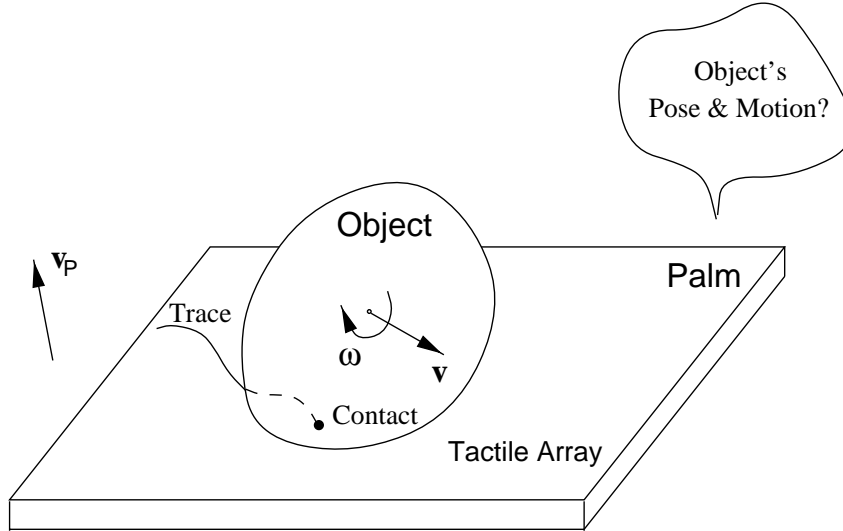 Object's
Pose & Motion?
Object
v_P
Palm
Trace
ω
v
Contact
Tactile Array